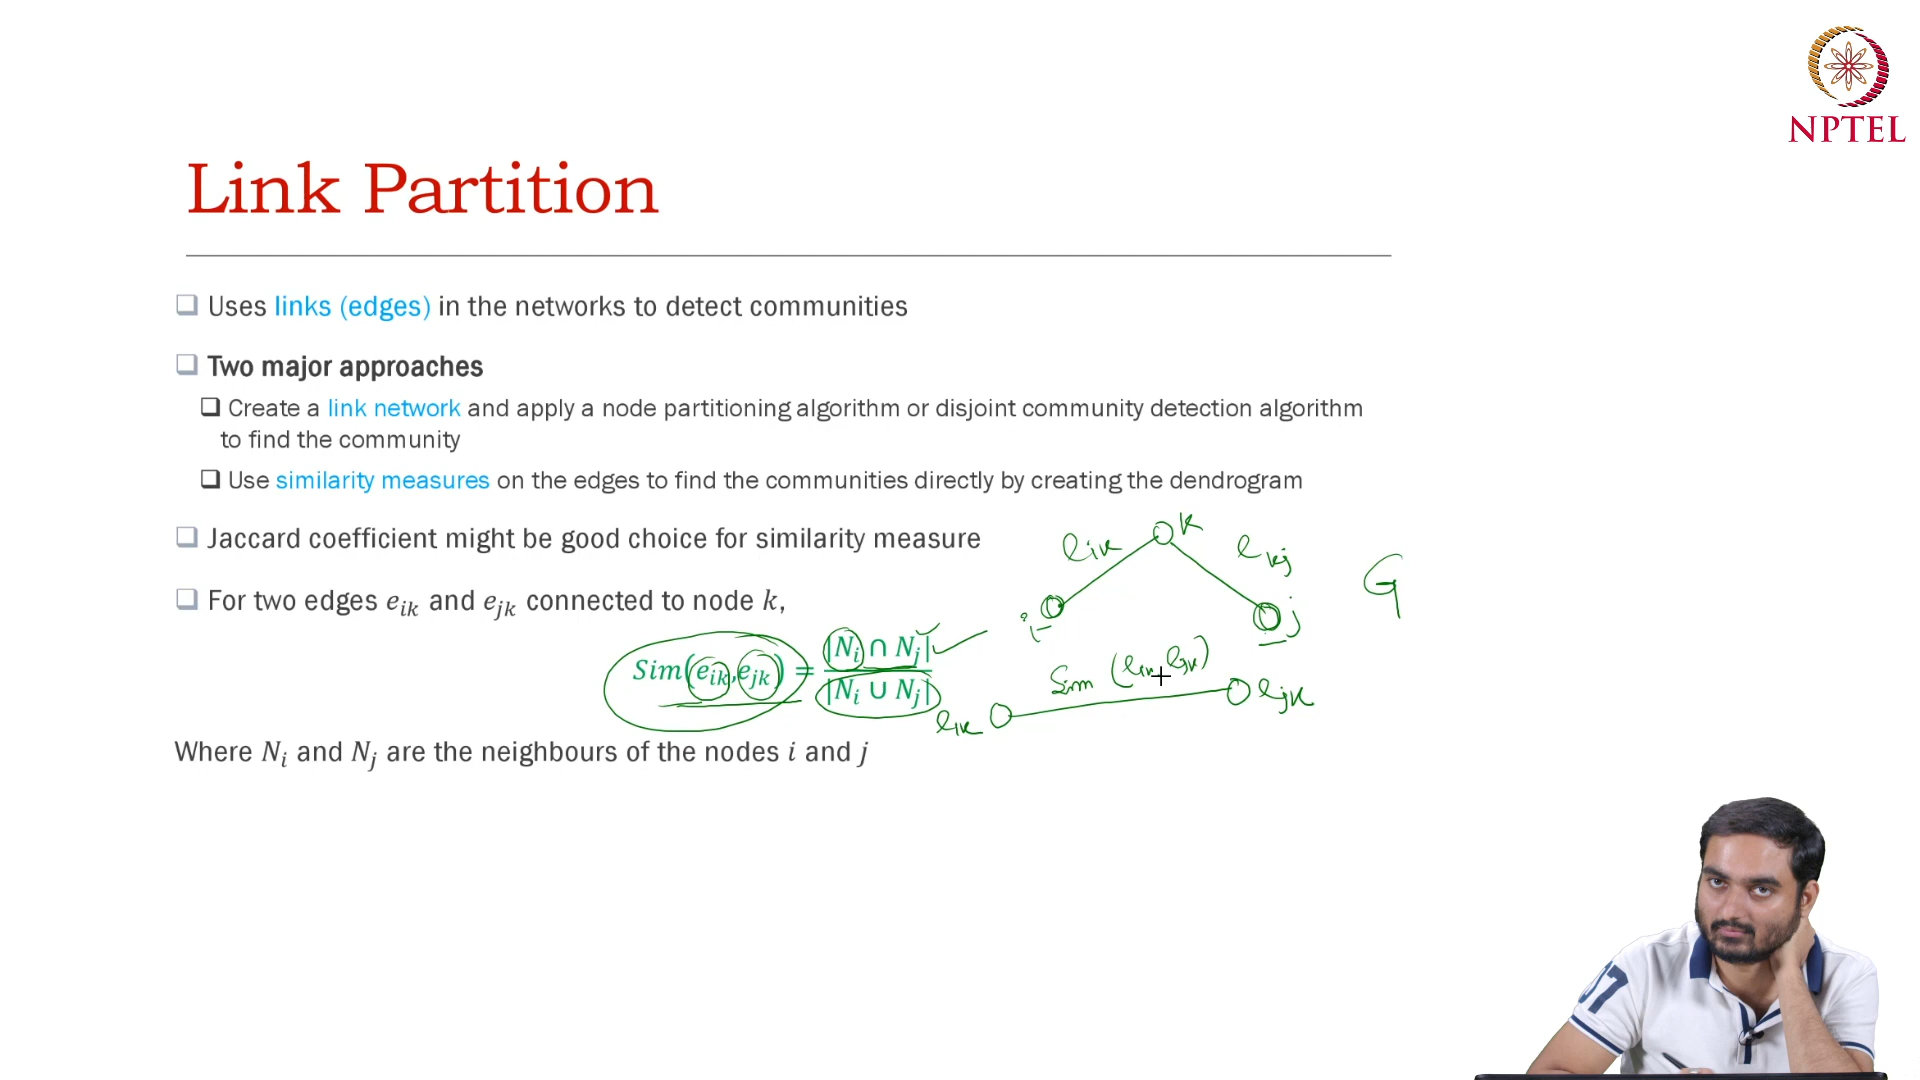 NPTEL
Link Partition
Uses links (edges) in the networks to detect communities
Two major approaches
Create a link network and apply a node partitioning algorithm or disjoint community detection algorithm
to find the community
Use similarity measures on the edges to find the communities directly by creating the dendrogram
Jaccard coefficient might be good choice for similarity measure
k
e_ik e_kj
G
For two edges e_ik and e_jk connected to node k,
i j
Sim(e_ik, e_jk) = |N_i ∩ N_j| / |N_i ∪ N_j|
Sim (e_ik, e_jk)
e_ik e_jk
Where N_i and N_j are the neighbours of the nodes i and j
07